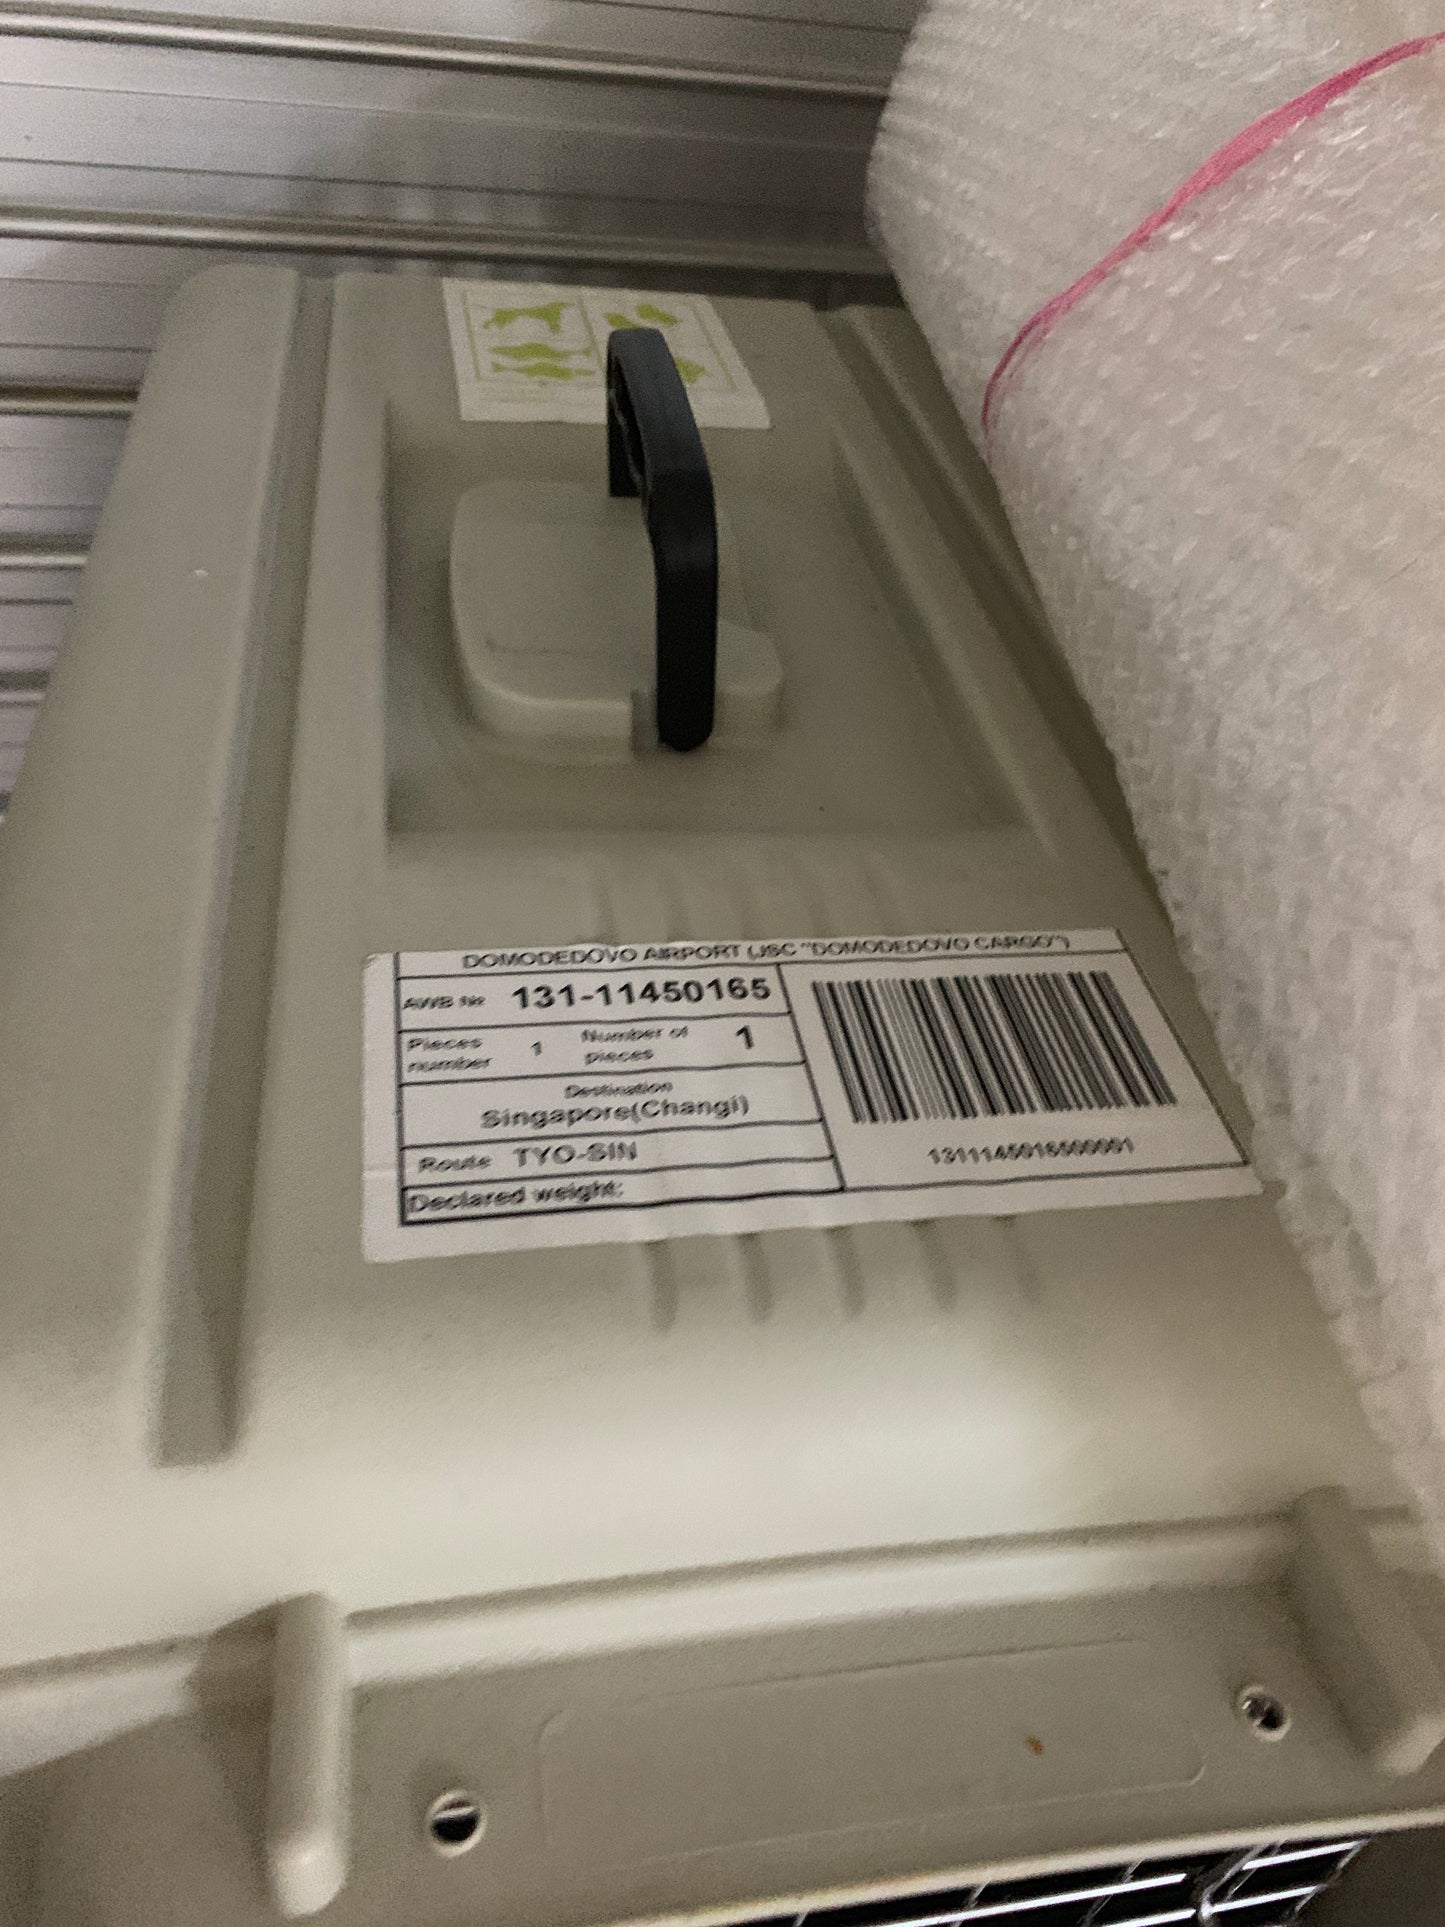 DOMODEDOVO AIRPORT (JSC "DOMODEDOVO CARGO")
AWB № 131-11450165
Pieces number 1 Number of pieces 1
Destination
Singapore(Changi)
Route TYO-SIN
Declared weight:
1311145016500001